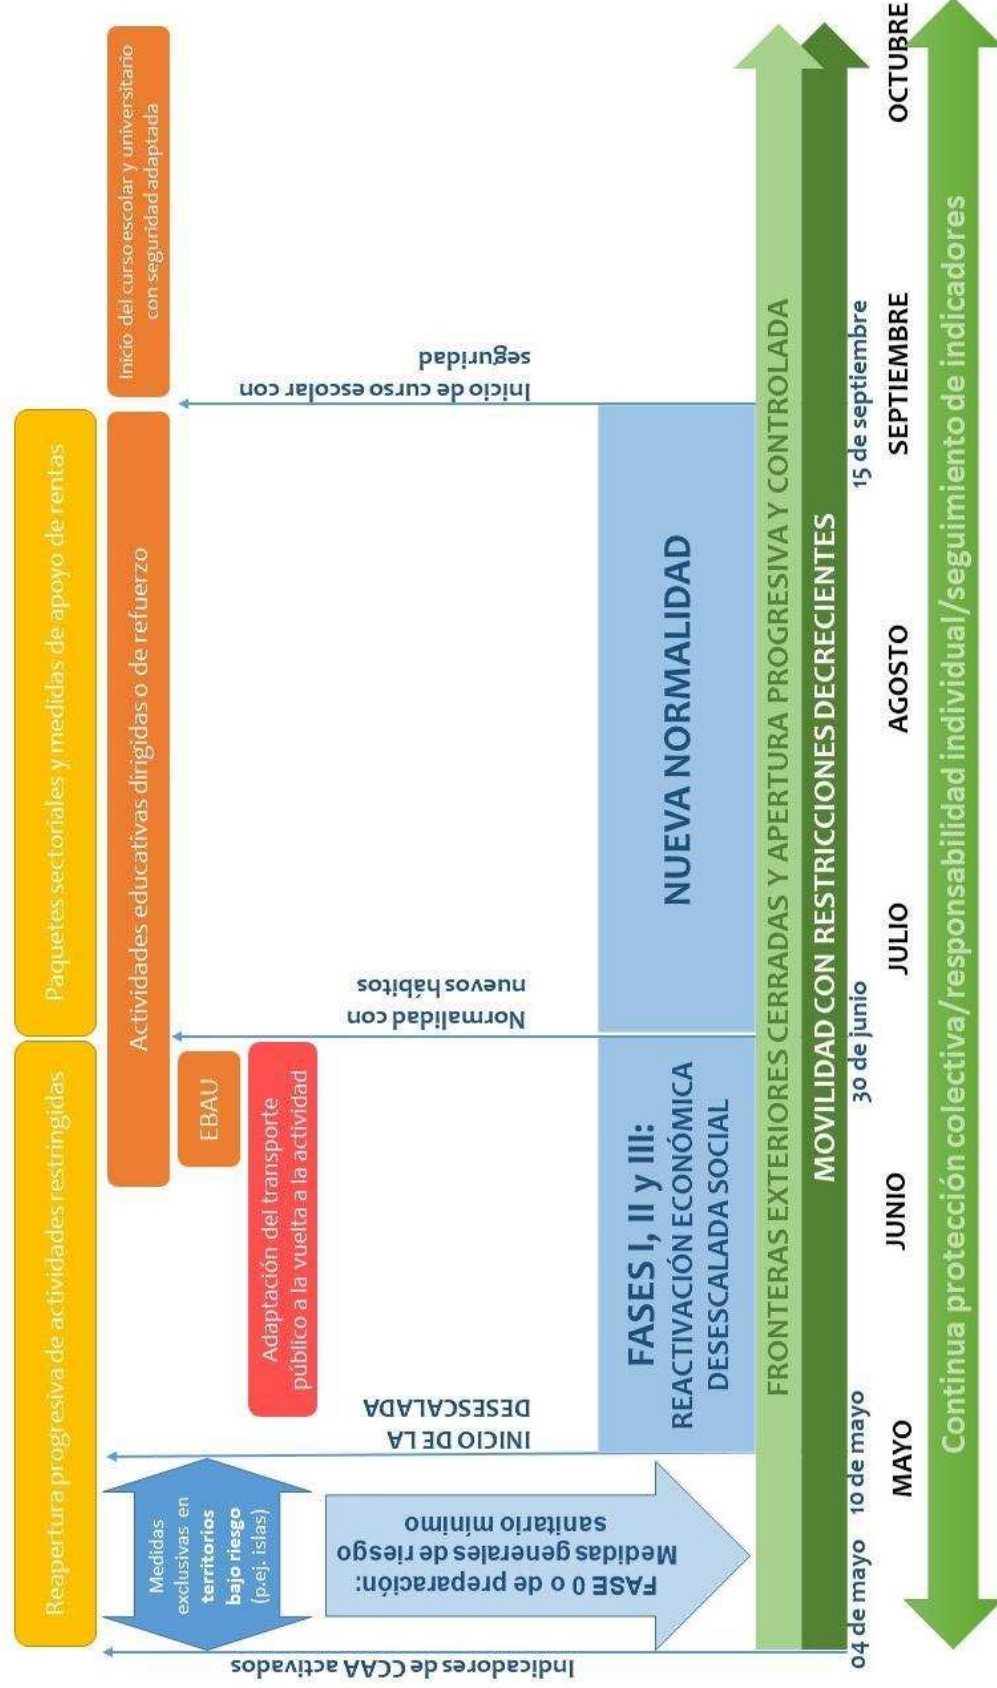 Reapertura progresiva de actividades restringidas
Paquetes sectoriales y medidas de apoyo de rentas
Actividades educativas dirigidas o de refuerzo
Inicio del curso escolar y universitario
con seguridad adaptada
EBAU
Adaptación del transporte
público a la vuelta a la actividad
Medidas
exclusivas en
territorios
bajo riesgo
(p.ej. islas)
Indicadores de CCAA activados
FASE 0 o de preparación:
Medidas generales de riesgo
sanitario mínimo
INICIO DE LA
DESESCALADA
Normalidad con
nuevos hábitos
Inicio de curso escolar con
seguridad
FASES I, II y III:
REACTIVACIÓN ECONÓMICA
DESESCALADA SOCIAL
NUEVA NORMALIDAD
FRONTERAS EXTERIORES CERRADAS Y APERTURA PROGRESIVA Y CONTROLADA
MOVILIDAD CON RESTRICCIONES DECRECIENTES
04 de mayo
10 de mayo
30 de junio
15 de septiembre
MAYO
JUNIO
JULIO
AGOSTO
SEPTIEMBRE
OCTUBRE
Continua protección colectiva/responsabilidad individual/seguimiento de indicadores